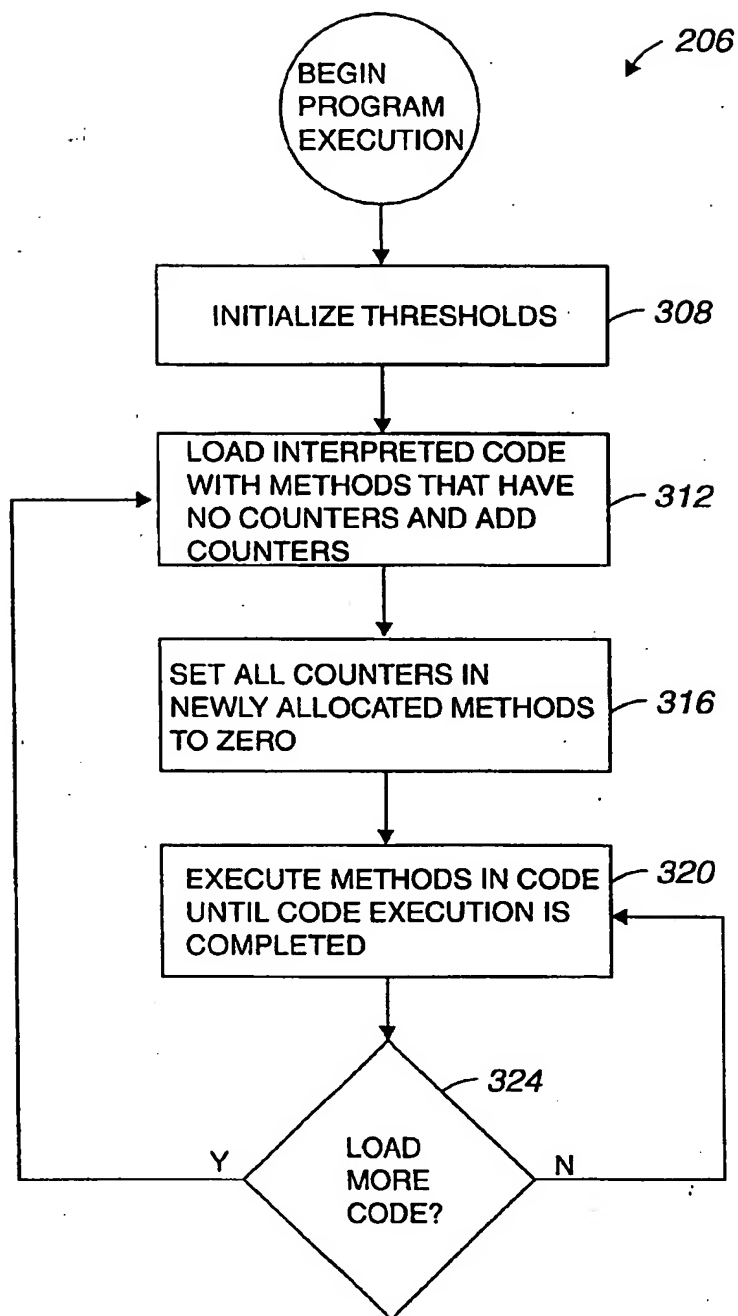 206
BEGIN
PROGRAM
EXECUTION
INITIALIZE THRESHOLDS
308
LOAD INTERPRETED CODE
WITH METHODS THAT HAVE
NO COUNTERS AND ADD
COUNTERS
312
SET ALL COUNTERS IN
NEWLY ALLOCATED METHODS
TO ZERO
316
EXECUTE METHODS IN CODE
UNTIL CODE EXECUTION IS
COMPLETED
320
324
LOAD
MORE
CODE?
Y
N